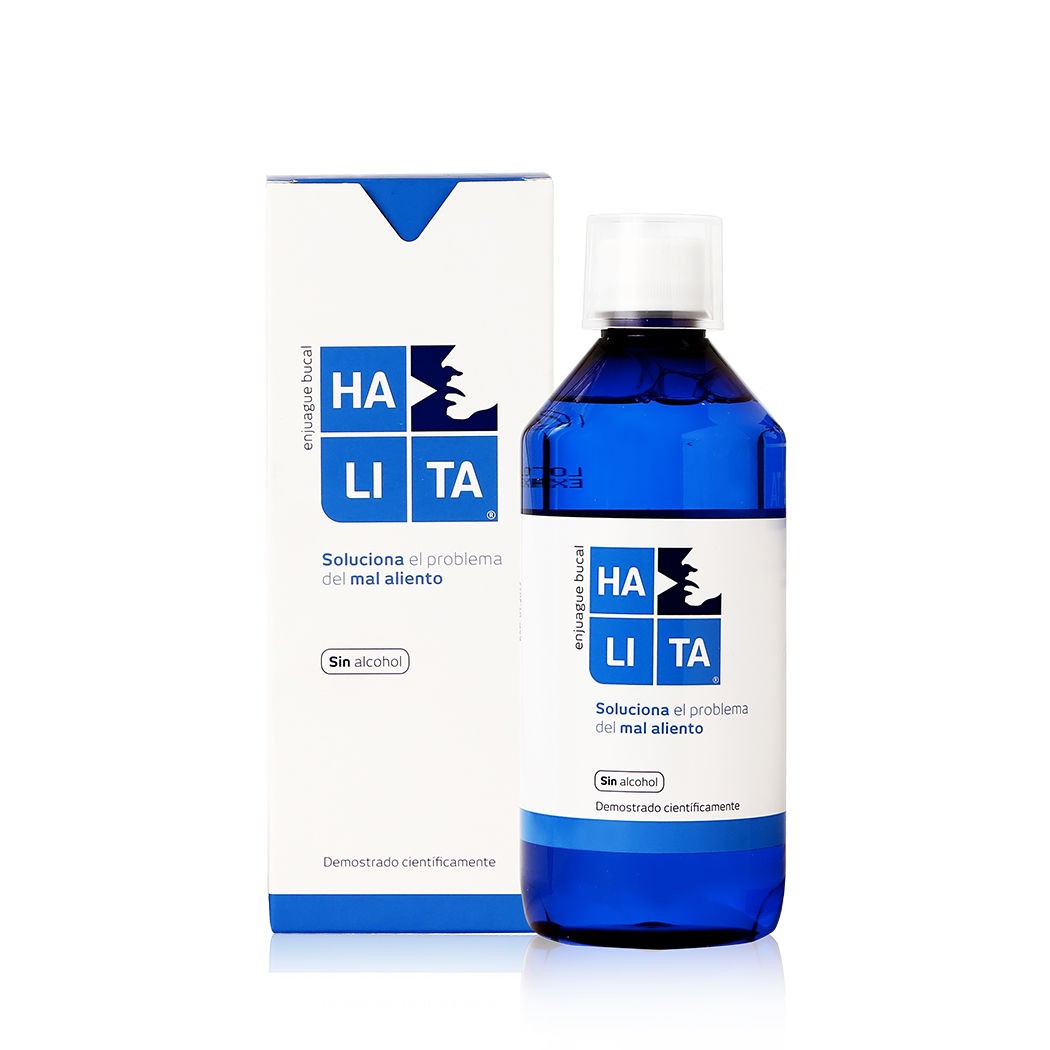 enjuague bucal
HA
LI TA
®
Soluciona el problema
del mal aliento
Sin alcohol
Demostrado científicamente
enjuague bucal
HA
LI TA
®
Soluciona el problema
del mal aliento
Sin alcohol
Demostrado científicamente